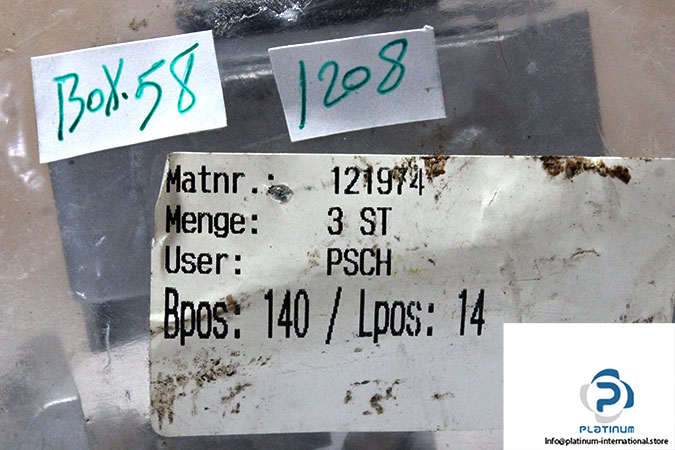 BOX.58
1208
Matnr.: 121974
Menge: 3 ST
User: PSCH
Bpos: 140 / Lpos: 14
PLATINUM
Info@platinum-international.store